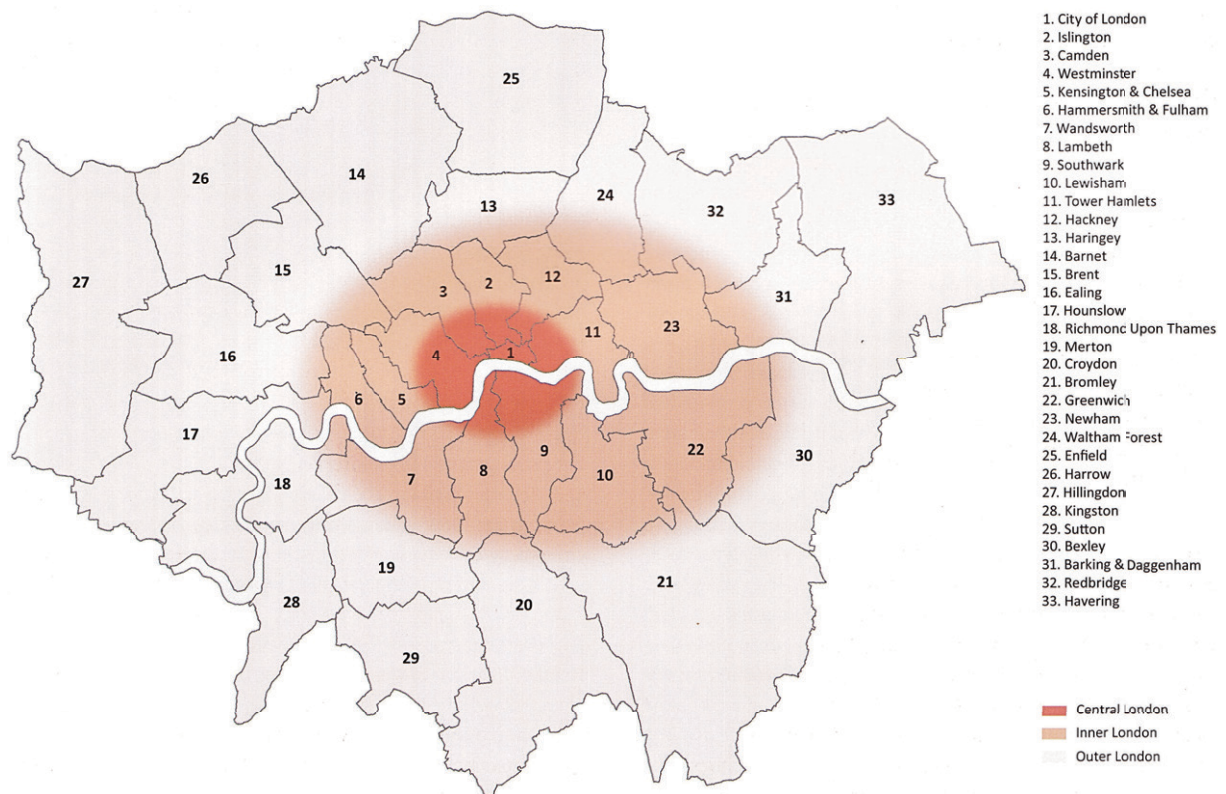 25
26
14
24
33
13
32
27
15
3
2
12
31
11
23
16
4
1
6
5
17
30
18
7
8
9
10
22
19
21
28
20
29
1. City of London
2. Islington
3. Camden
4. Westminster
5. Kensington & Chelsea
6. Hammersmith & Fulham
7. Wandsworth
8. Lambeth
9. Southwark
10. Lewisham
11. Tower Hamlets
12. Hackney
13. Haringey
14. Barnet
15. Brent
16. Ealing
17. Hounslow
18. Richmond Upon Thames
19. Merton
20. Croydon
21. Bromley
22. Greenwich
23. Newham
24. Waltham Forest
25. Enfield
26. Harrow
27. Hillingdon
28. Kingston
29. Sutton
30. Bexley
31. Barking & Daggenham
32. Redbridge
33. Havering
Central London
Inner London
Outer London